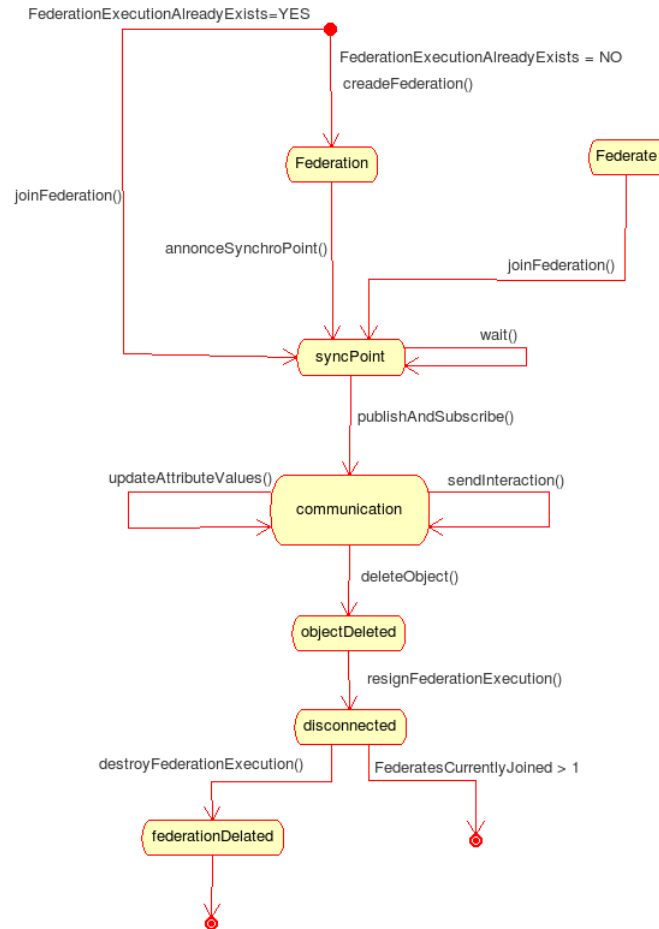 FederationExecutionAlreadyExists=YES
FederationExecutionAlreadyExists = NO
creadeFederation()
Federation
Federate
joinFederation()
annonceSynchroPoint()
joinFederation()
wait()
syncPoint
publishAndSubscribe()
updateAttributeValues()
sendInteraction()
communication
deleteObject()
objectDeleted
resignFederationExecution()
disconnected
destroyFederationExecution()
FederatesCurrentlyJoined > 1
federationDelated